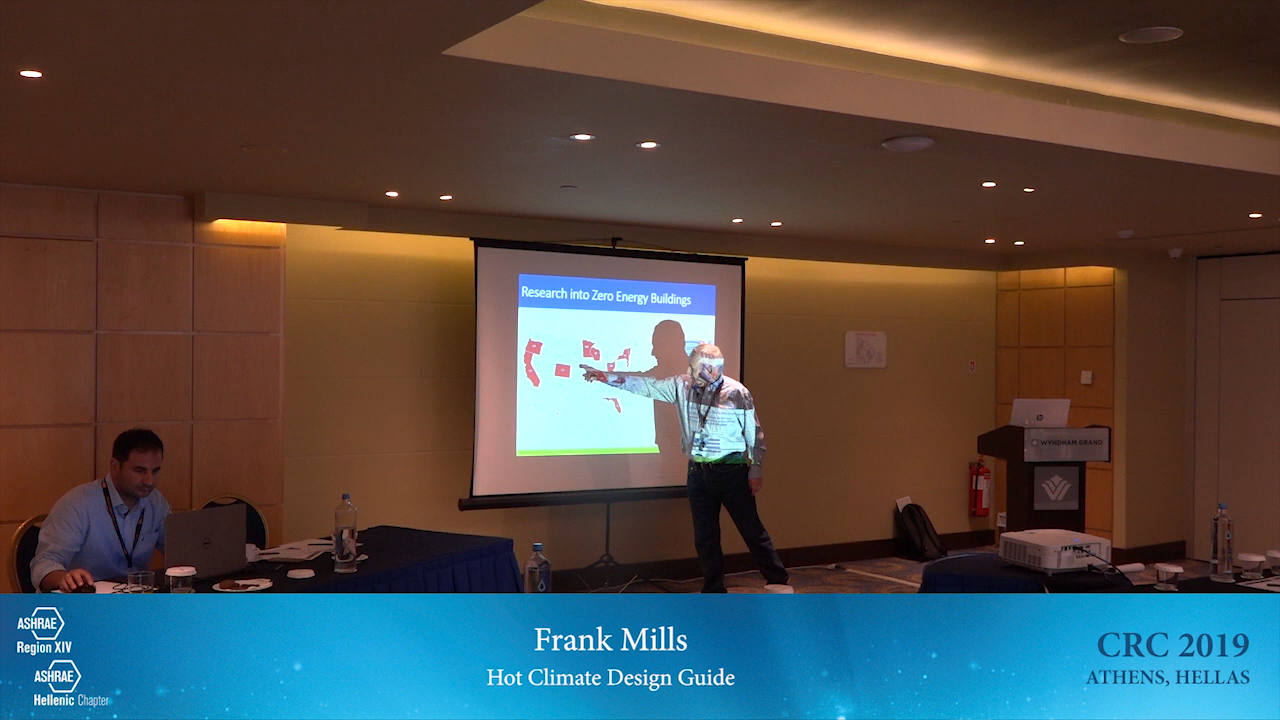 Research into Zero Energy Buildings
WYNDHAM GRAND
ASHRAE
Region XIV
ASHRAE
Hellenic Chapter
Frank Mills
Hot Climate Design Guide
CRC 2019
ATHENS, HELLAS